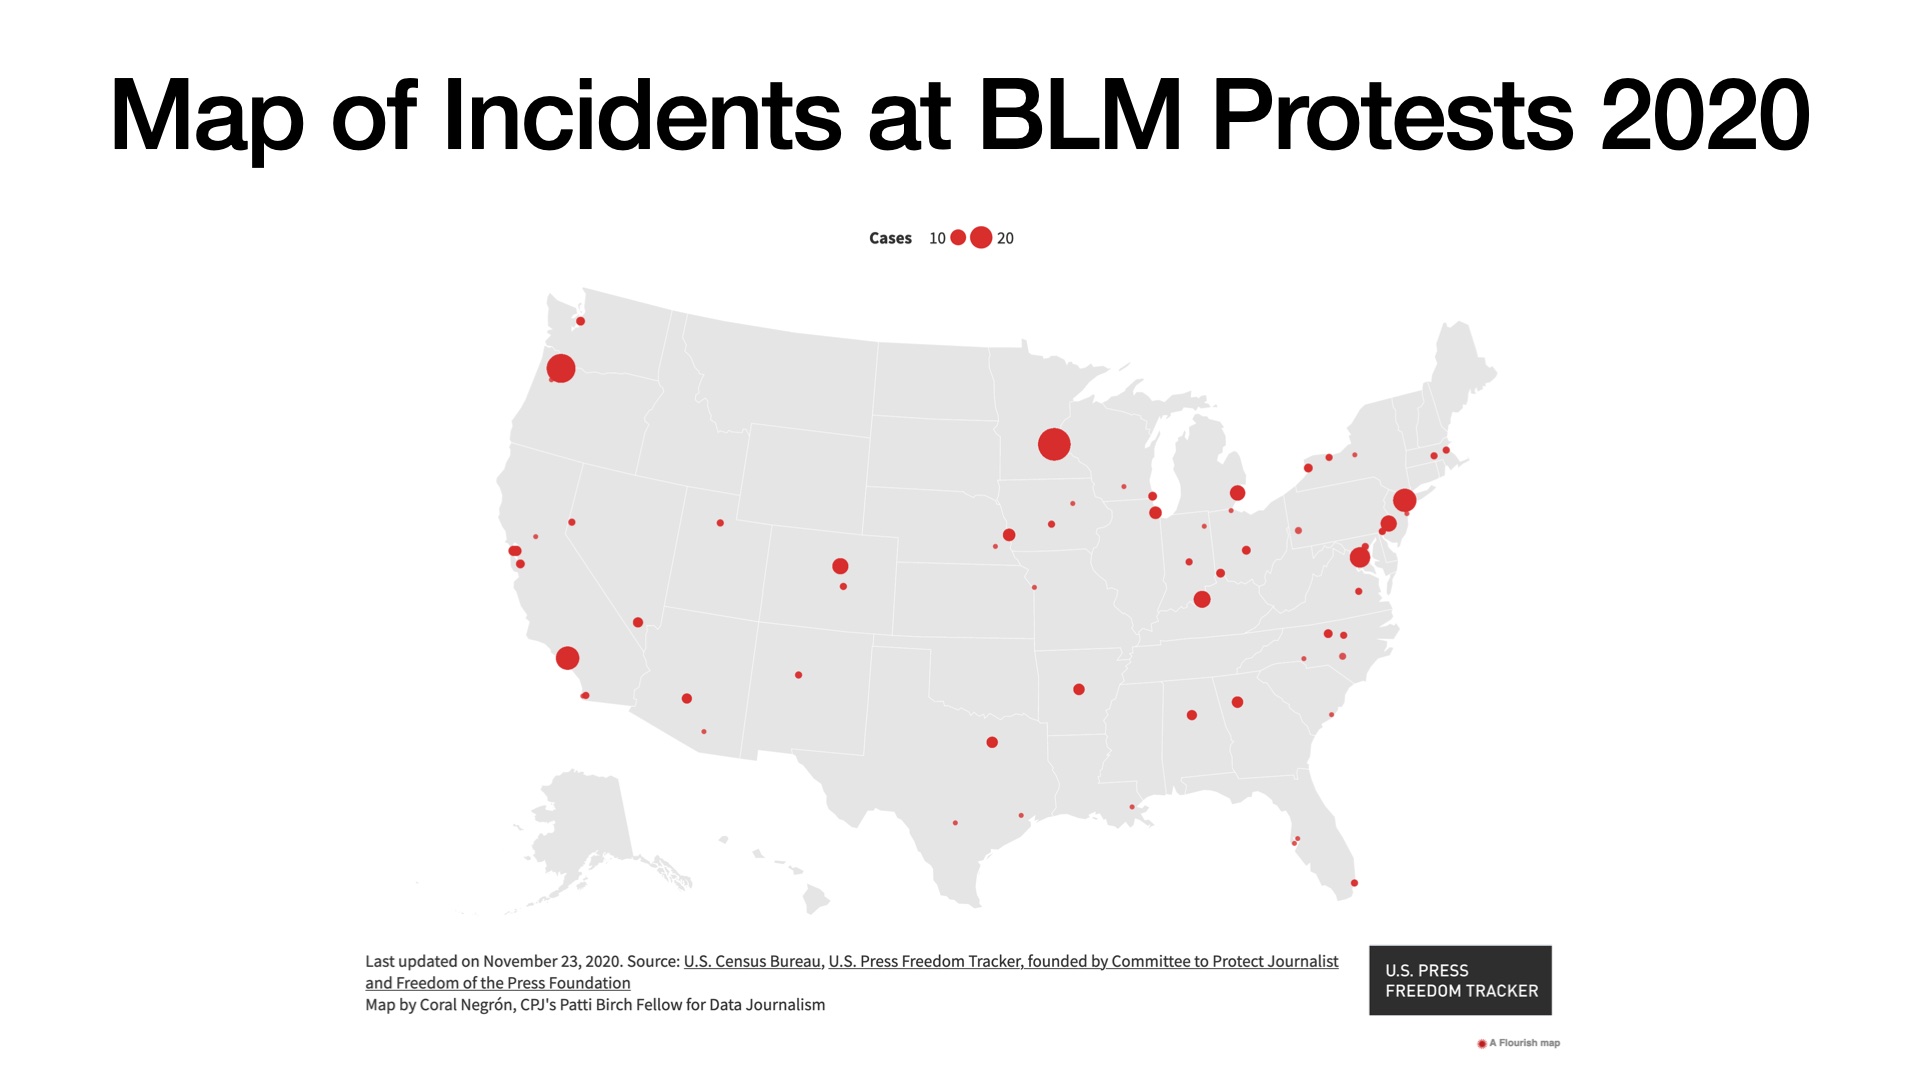 Map of Incidents at BLM Protests 2020
Cases 10 20
Last updated on November 23, 2020. Source: U.S. Census Bureau, U.S. Press Freedom Tracker, founded by Committee to Protect Journalist
and Freedom of the Press Foundation
Map by Coral Negrón, CPJ's Patti Birch Fellow for Data Journalism
U.S. PRESS
FREEDOM TRACKER
A Flourish map